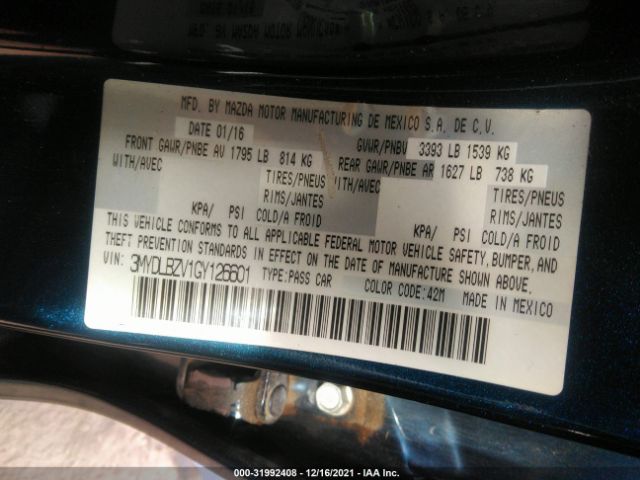 MFD. BY MAZDA MOTOR MANUFACTURING DE MEXICO S.A. DE C.V.
DATE 01/16 GVWR/PNBV 3393 LB 1539 KG
FRONT GAWR/PNBE AV 1795 LB 814 KG REAR GAWR/PNBE AR 1627 LB 738 KG
WITH/AVEC TIRES/PNEUS WITH/AVEC TIRES/PNEUS
RIMS/JANTES RIMS/JANTES
KPA/ PSI COLD/A FROID KPA/ PSI COLD/A FROID
THIS VEHICLE CONFORMS TO ALL APPLICABLE FEDERAL MOTOR VEHICLE SAFETY, BUMPER, AND
THEFT PREVENTION STANDARDS IN EFFECT ON THE DATE OF MANUFACTURE SHOWN ABOVE.
VIN: 3MYDLBZV1GY126601 TYPE:PASS CAR COLOR CODE:42M MADE IN MEXICO
000-31992408 - 12/16/2021 - IAA Inc.